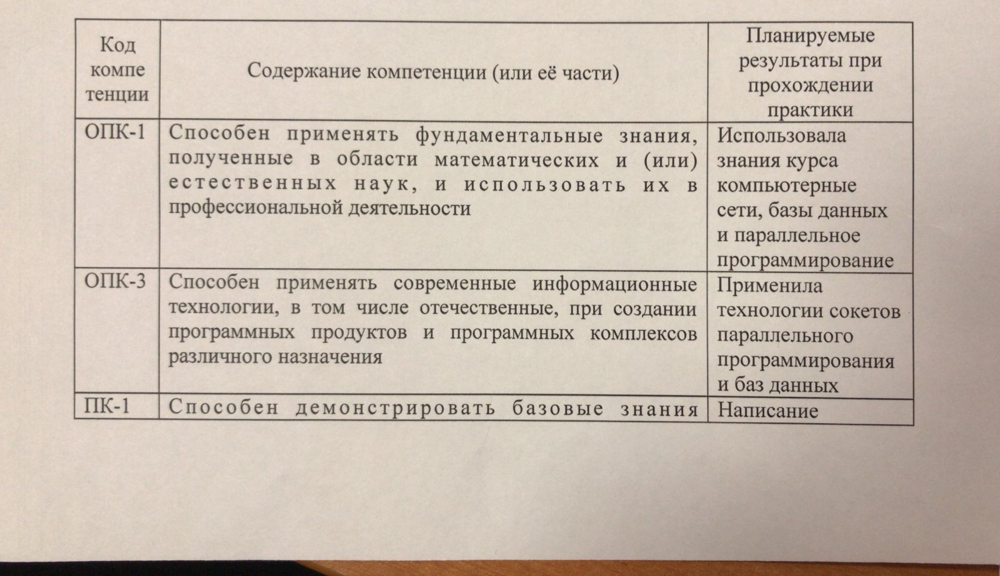 Код
компе
тенции
Содержание компетенции (или её части)
Планируемые
результаты при
прохождении
практики
ОПК-1
Способен применять фундаментальные знания,
полученные в области математических и (или)
естественных наук, и использовать их в
профессиональной деятельности
Использовала
знания курса
компьютерные
сети, базы данных
и параллельное
программирование
ОПК-3
Способен применять современные информационные
технологии, в том числе отечественные, при создании
программных продуктов и программных комплексов
различного назначения
Применила
технологии сокетов
параллельного
программирования
и баз данных
ПК-1
Способен демонстрировать базовые знания
Написание